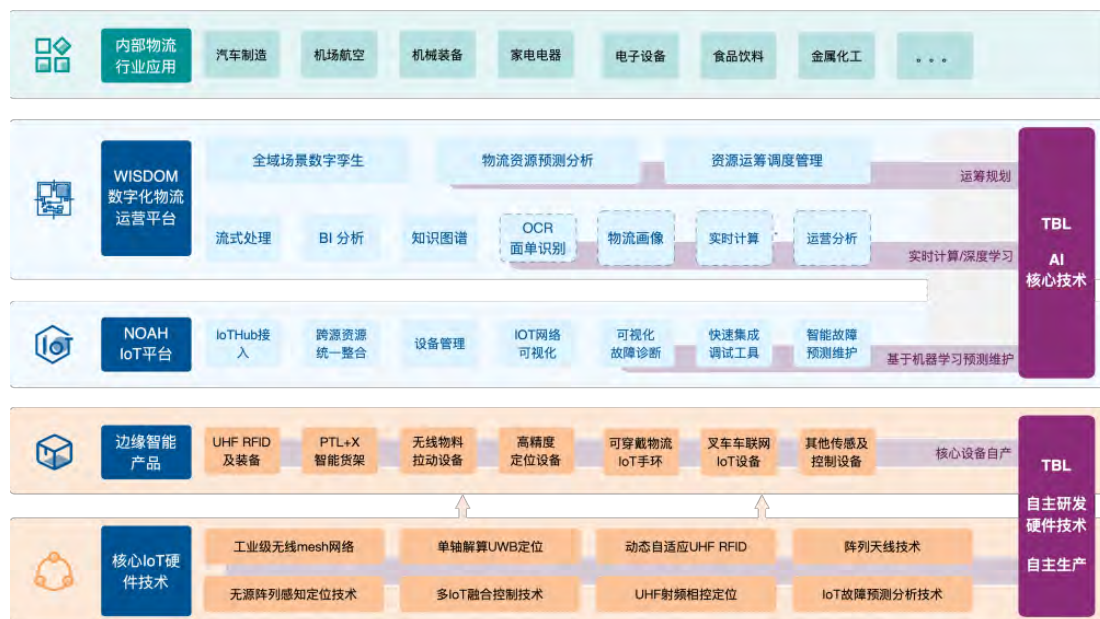 内部物流
行业应用
汽车制造
机场航空
机械装备
家电电器
电子设备
食品饮料
金属化工
。。。
WISDOM
数字化物流
运营平台
全域场景数字孪生
物流资源预测分析
资源运筹调度管理
运筹规划
流式处理
BI 分析
知识图谱
OCR
面单识别
物流画像
实时计算
运营分析
实时计算/深度学习
TBL
AI
核心技术
NOAH
IoT平台
IoTHub接
入
跨源资源
统一整合
设备管理
IOT网络
可视化
可视化
故障诊断
快速集成
调试工具
智能故障
预测维护
基于机器学习预测维护
边缘智能
产品
UHF RFID
及装备
PTL+X
智能货架
无线物料
拉动设备
高精度
定位设备
可穿戴物流
IoT手环
叉车车联网
IoT设备
其他传感及
控制设备
核心设备自产
TBL
自主研发
硬件技术
自主生产
核心IoT硬
件技术
工业级无线mesh网络
单轴解算UWB定位
动态自适应UHF RFID
阵列天线技术
无源阵列感知定位技术
多IoT融合控制技术
UHF射频相控定位
IoT故障预测分析技术